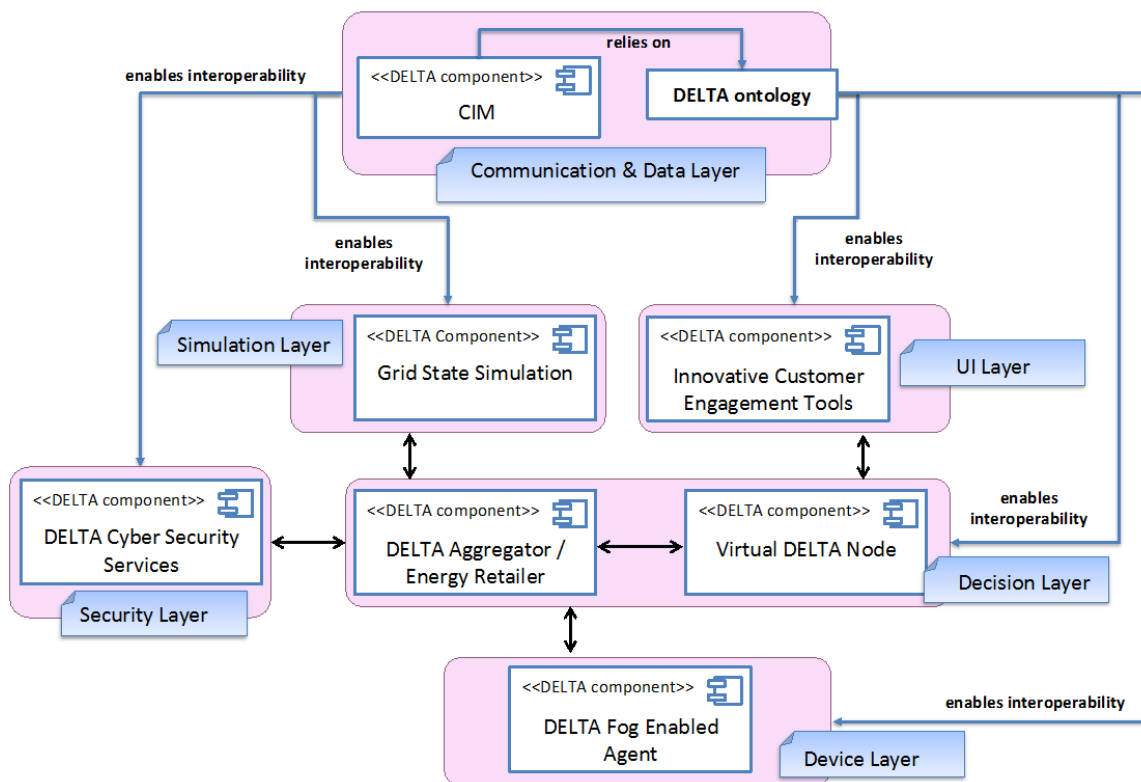 relies on
enables interoperability
<<DELTA component>>
CIM
DELTA ontology
Communication & Data Layer
enables
interoperability
enables
interoperability
Simulation Layer
<<DELTA Component>>
Grid State Simulation
<<DELTA component>>
Innovative Customer
Engagement Tools
UI Layer
<<DELTA component>>
DELTA Cyber Security
Services
Security Layer
<<DELTA component>>
DELTA Aggregator /
Energy Retailer
<<DELTA component>>
Virtual DELTA Node
enables
interoperability
Decision Layer
<<DELTA component>>
DELTA Fog Enabled
Agent
enables interoperability
Device Layer